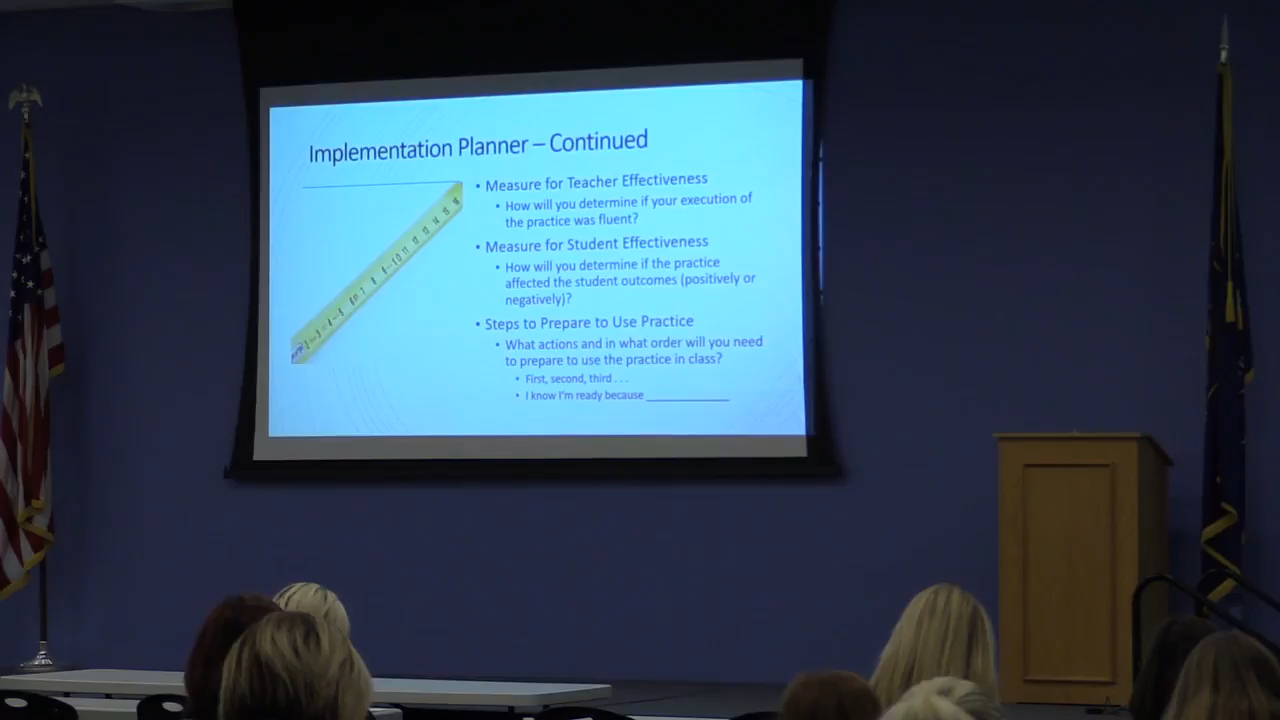 Implementation Planner – Continued
• Measure for Teacher Effectiveness
• How will you determine if your execution of
the practice was fluent?
• Measure for Student Effectiveness
• How will you determine if the practice
affected the student outcomes (positively or
negatively)?
• Steps to Prepare to Use Practice
• What actions and in what order will you need
to prepare to use the practice in class?
• First, second, third . . .
• I know I'm ready because ______________